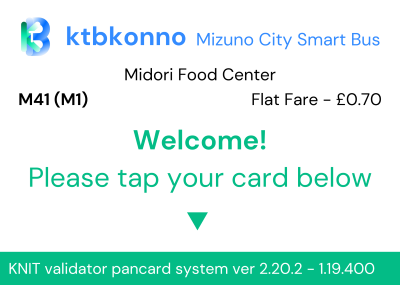 ktbkonno Mizuno City Smart Bus
Midori Food Center
M41 (M1) Flat Fare - £0.70
Welcome!
Please tap your card below
KNIT validator pancard system ver 2.20.2 - 1.19.400